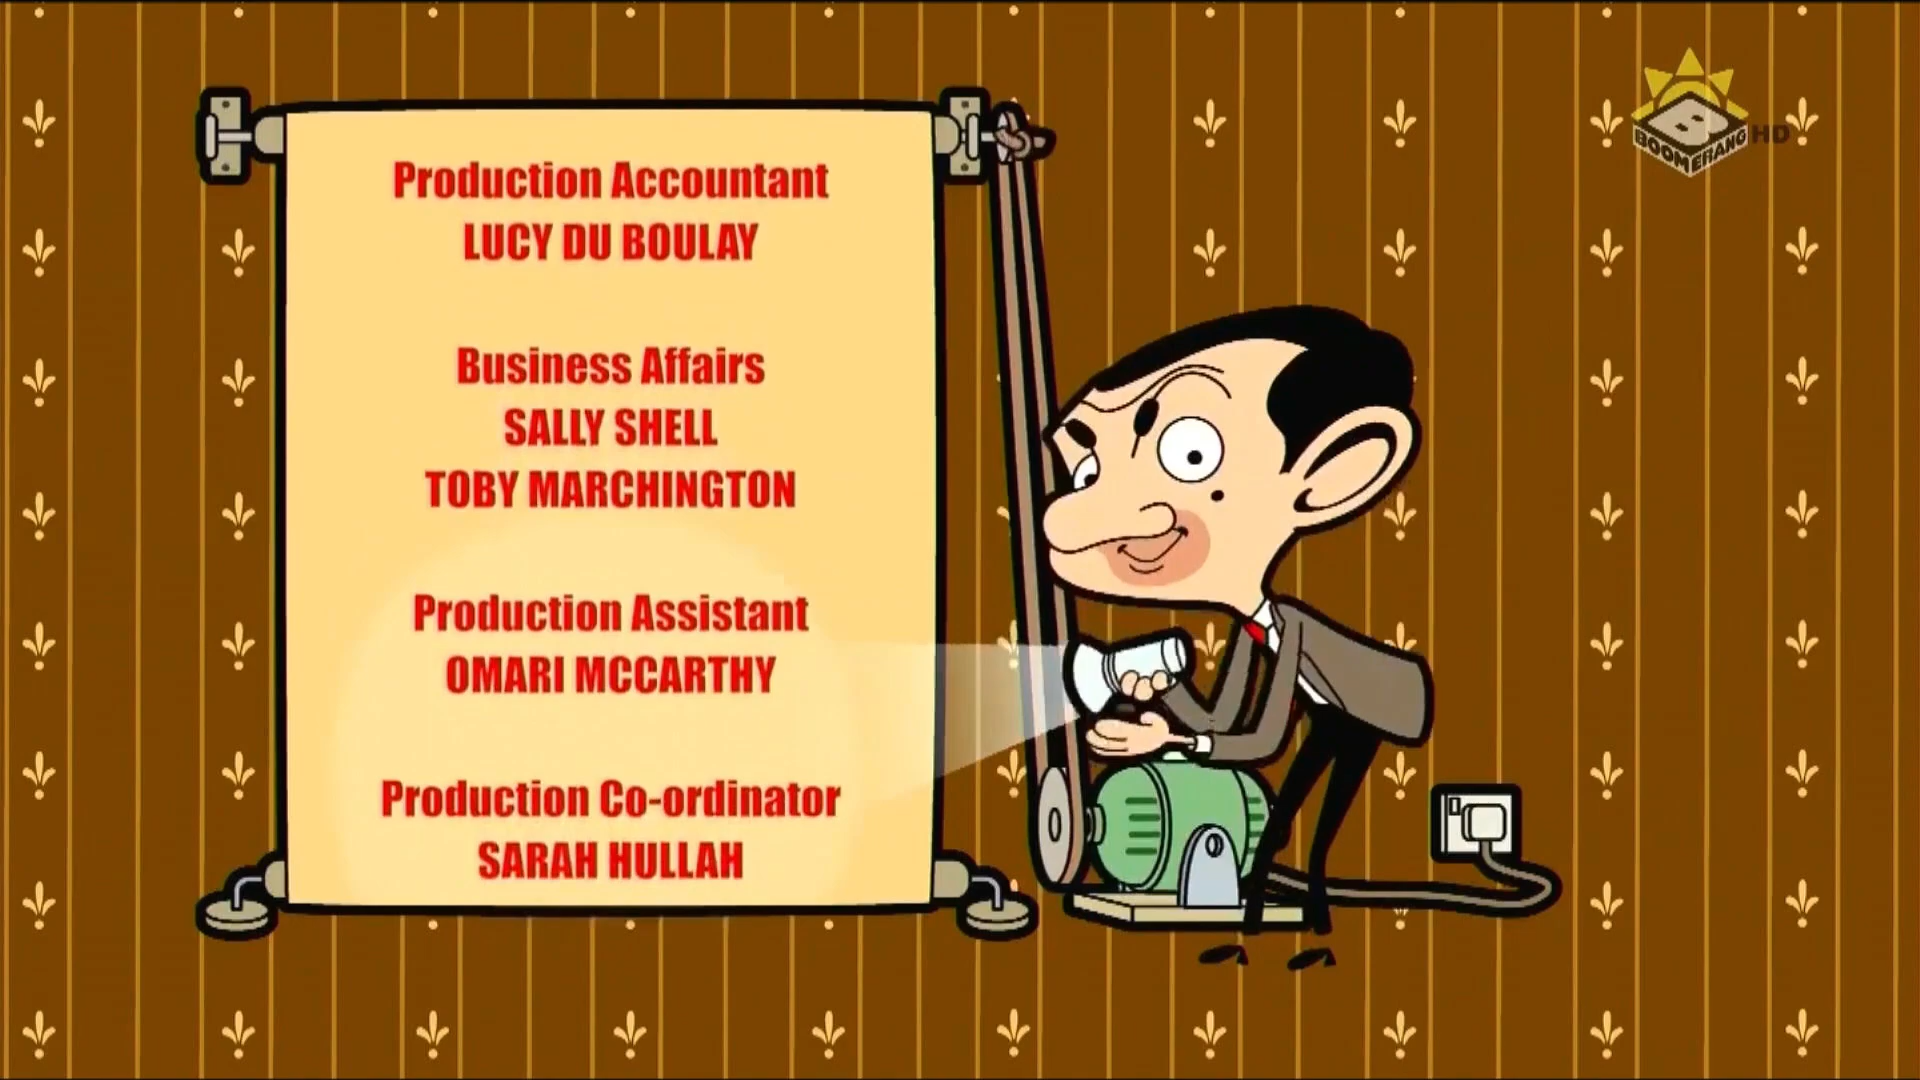 Production Accountant
LUCY DU BOULAY
Business Affairs
SALLY SHELL
TOBY MARCHINGTON
Production Assistant
OMARI MCCARTHY
Production Co-ordinator
SARAH HULLAH
B
BOOMERANG HD